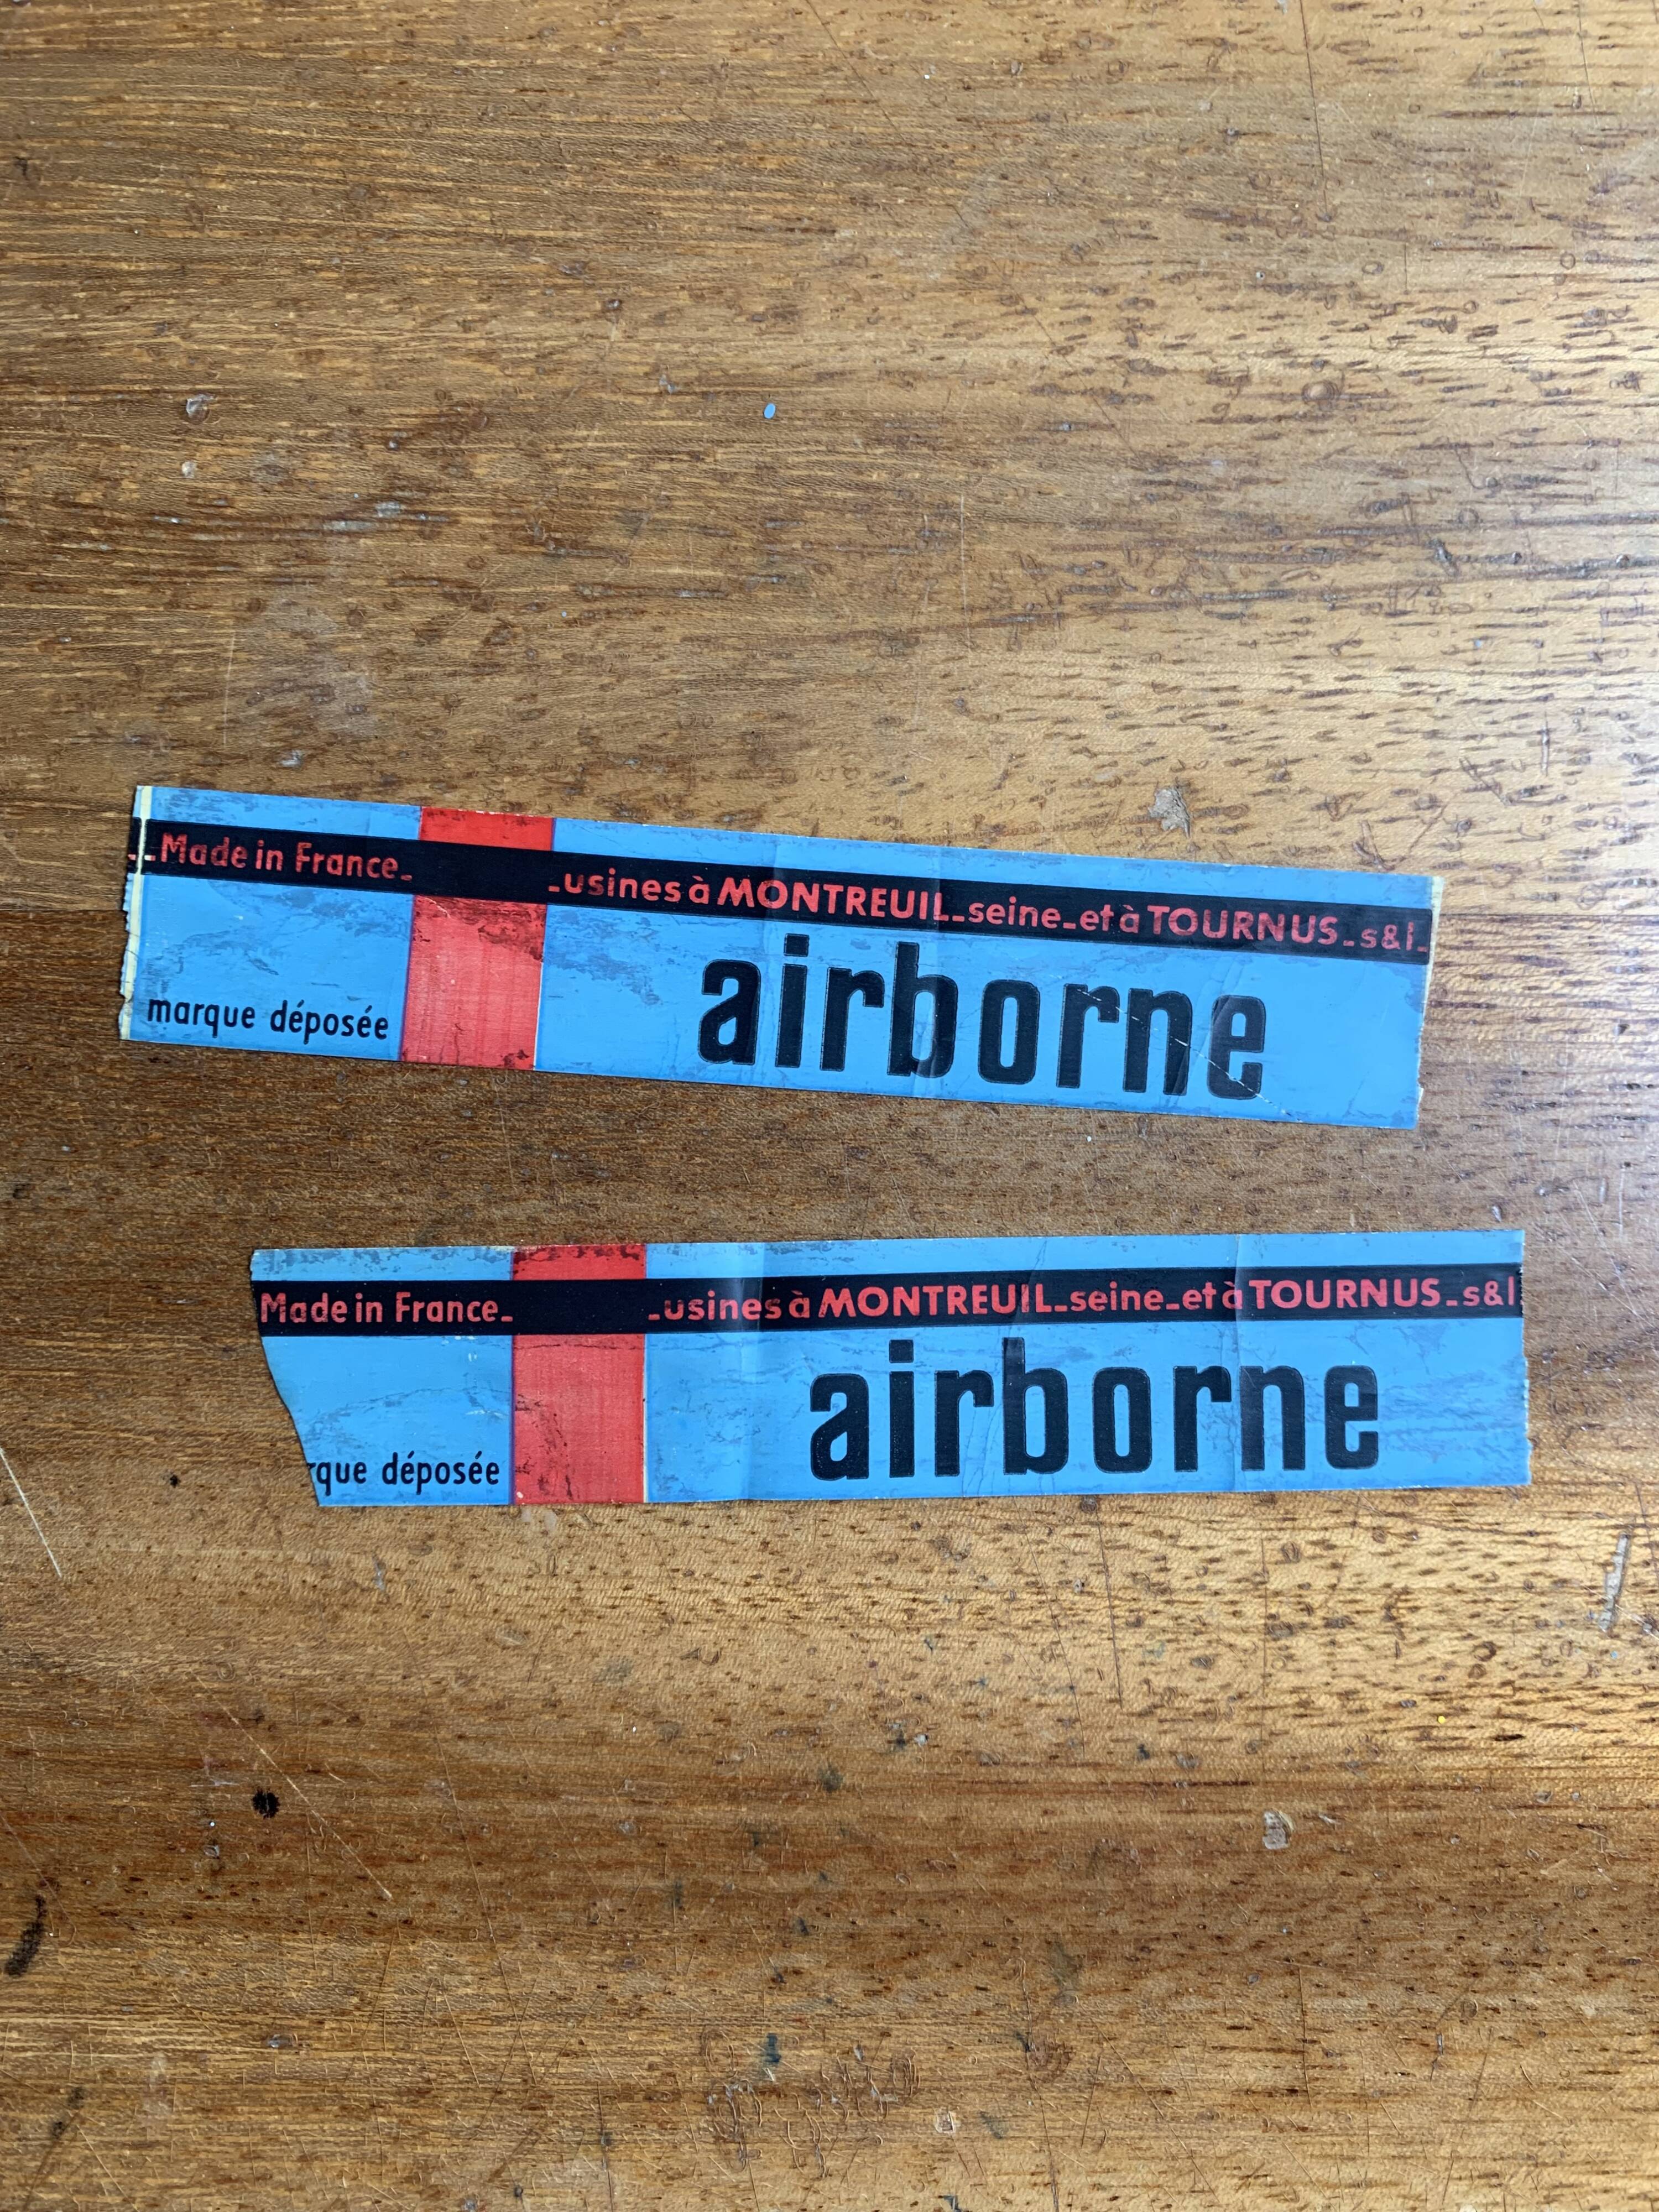 _Made in France_ _usines à MONTREUIL_seine_et à TOURNUS_s&l_
airborne
marque déposée
Made in France_ _usines à MONTREUIL_seine_et à TOURNUS_s&l
airborne
rque déposée